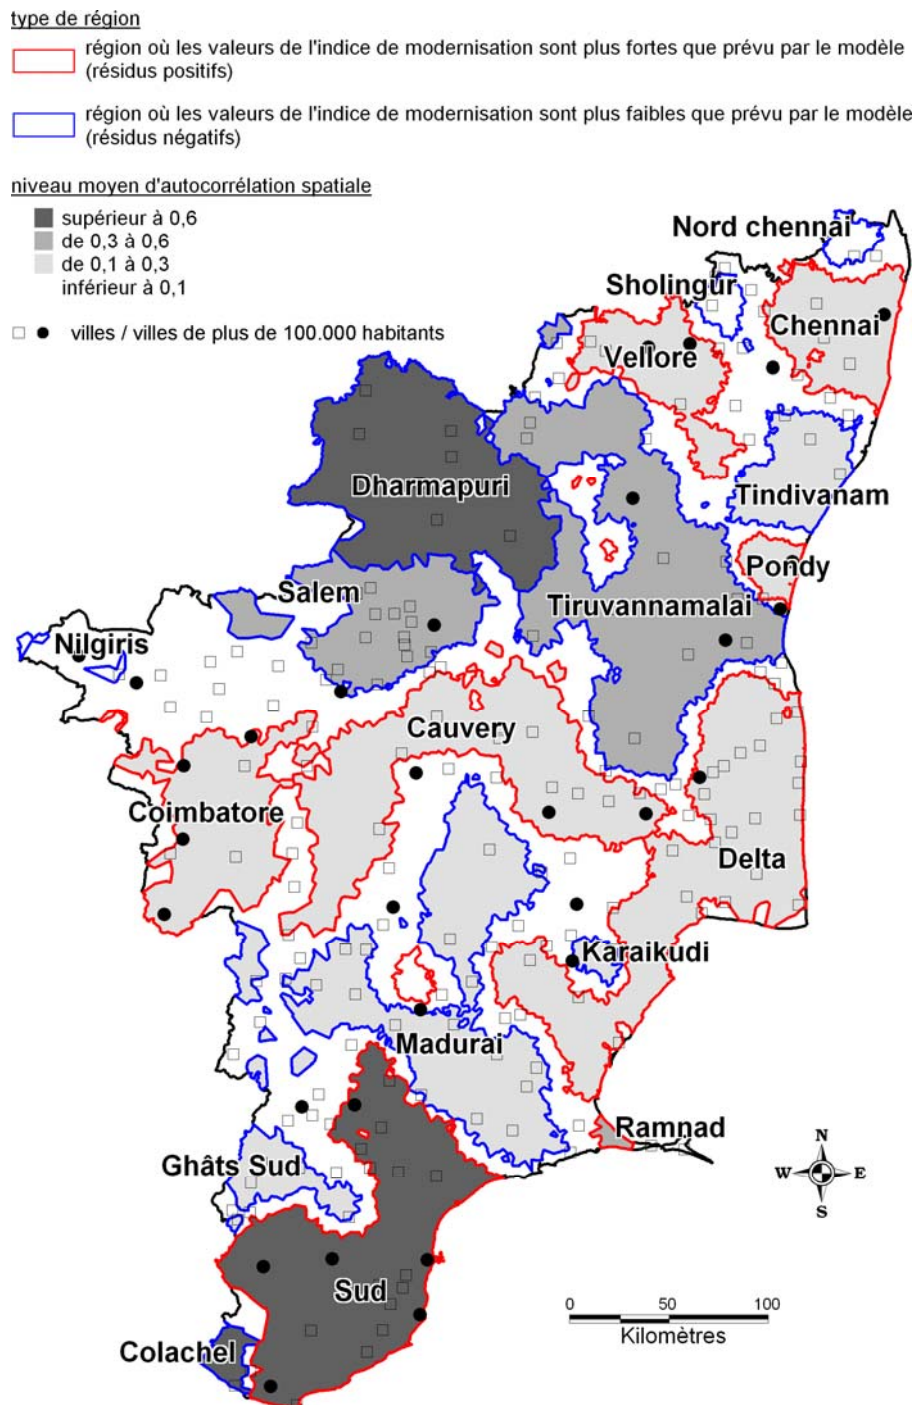 type de région
région où les valeurs de l'indice de modernisation sont plus fortes que prévu par le modèle
(résidus positifs)
région où les valeurs de l'indice de modernisation sont plus faibles que prévu par le modèle
(résidus négatifs)
niveau moyen d'autocorrélation spatiale
supérieur à 0,6
de 0,3 à 0,6
de 0,1 à 0,3
inférieur à 0,1
villes / villes de plus de 100.000 habitants
Nord chennai
Sholingur
Chennai
Vellore
Dharmapuri
Tindivanam
Pondy
Salem
Tiruvannamalai
Nilgiris
Cauvery
Coimbatore
Delta
Karaikudi
Madurai
Ramnad
Ghâts Sud
N
W E
S
Sud
0 50 100
Kilomètres
Colachel